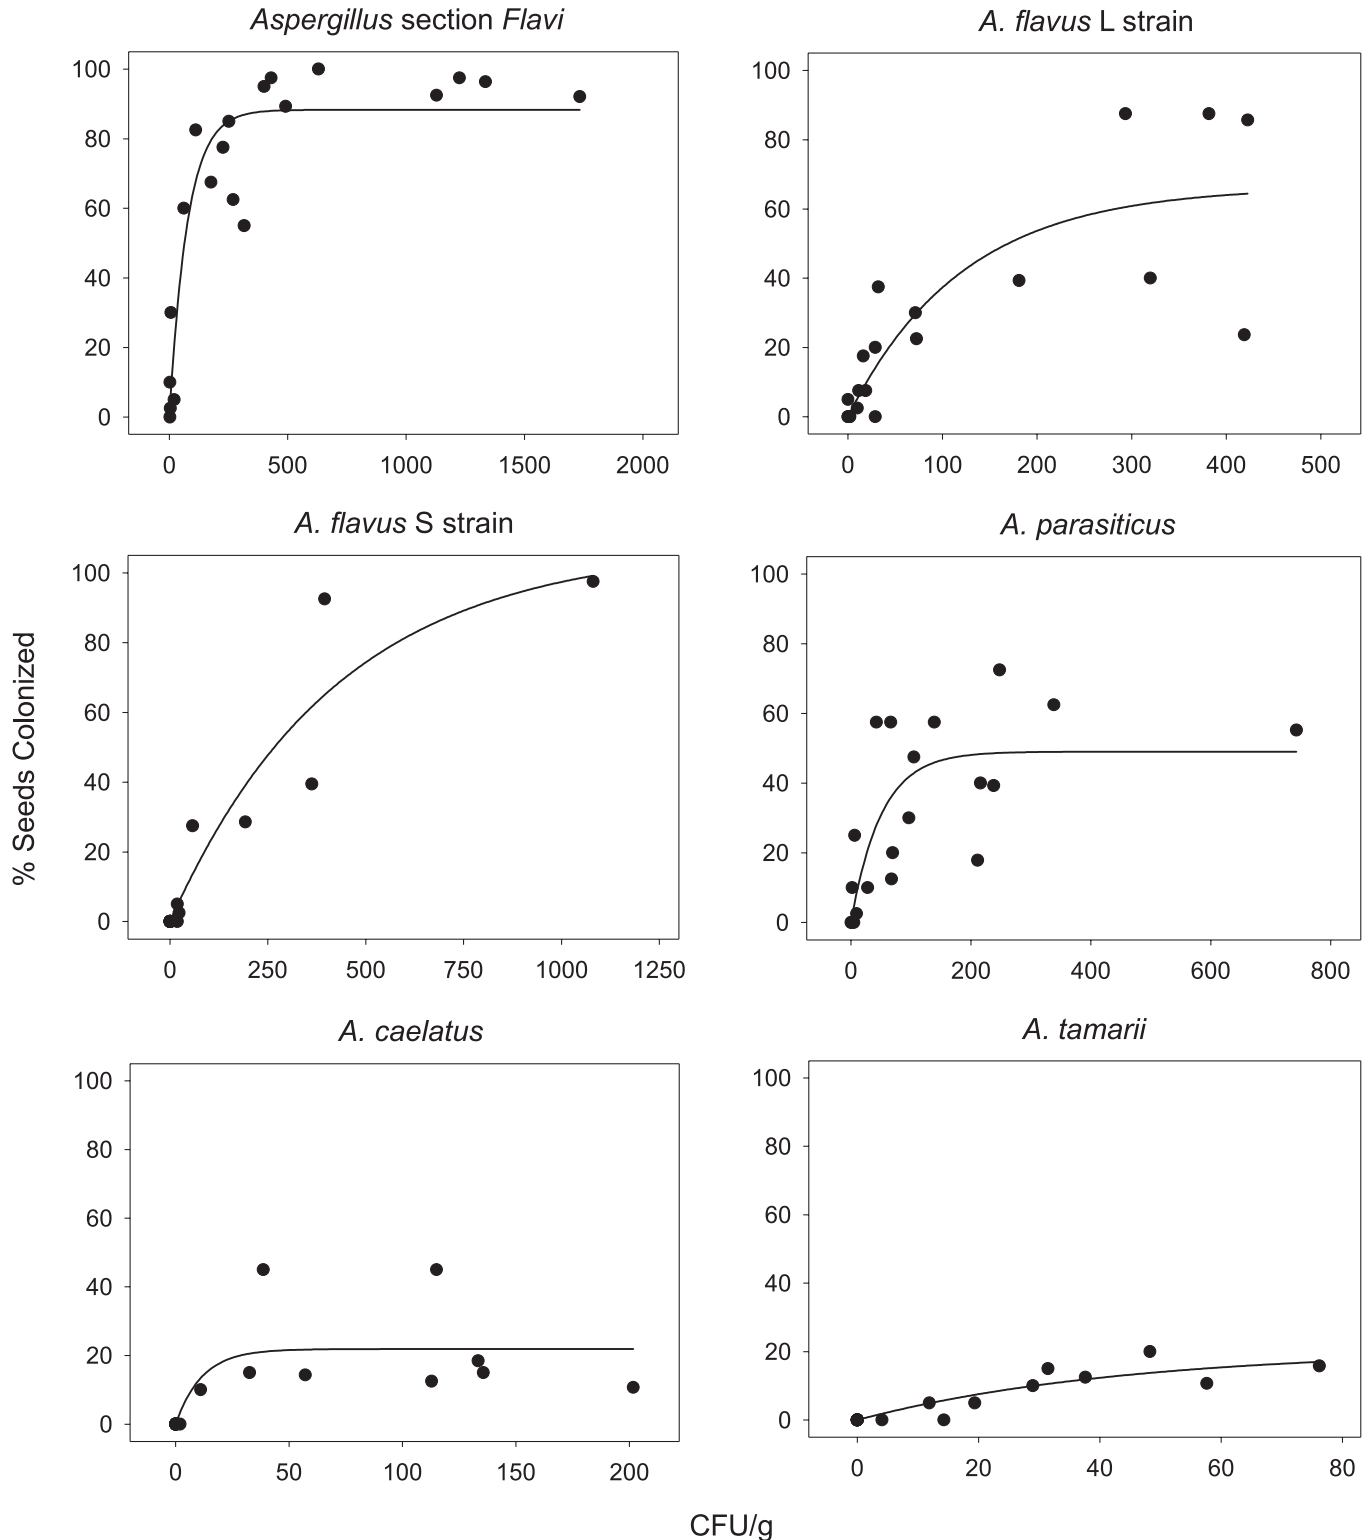 Aspergillus section Flavi
100
80
60
40
20
0
0 500 1000 1500 2000
A. flavus L strain
100
80
60
40
20
0
0 100 200 300 400 500
A. flavus S strain
100
80
60
40
20
0
0 250 500 750 1000 1250
A. parasiticus
100
80
60
40
20
0
0 200 400 600 800
% Seeds Colonized
A. caelatus
100
80
60
40
20
0
0 50 100 150 200
A. tamarii
100
80
60
40
20
0
0 20 40 60 80
CFU/g